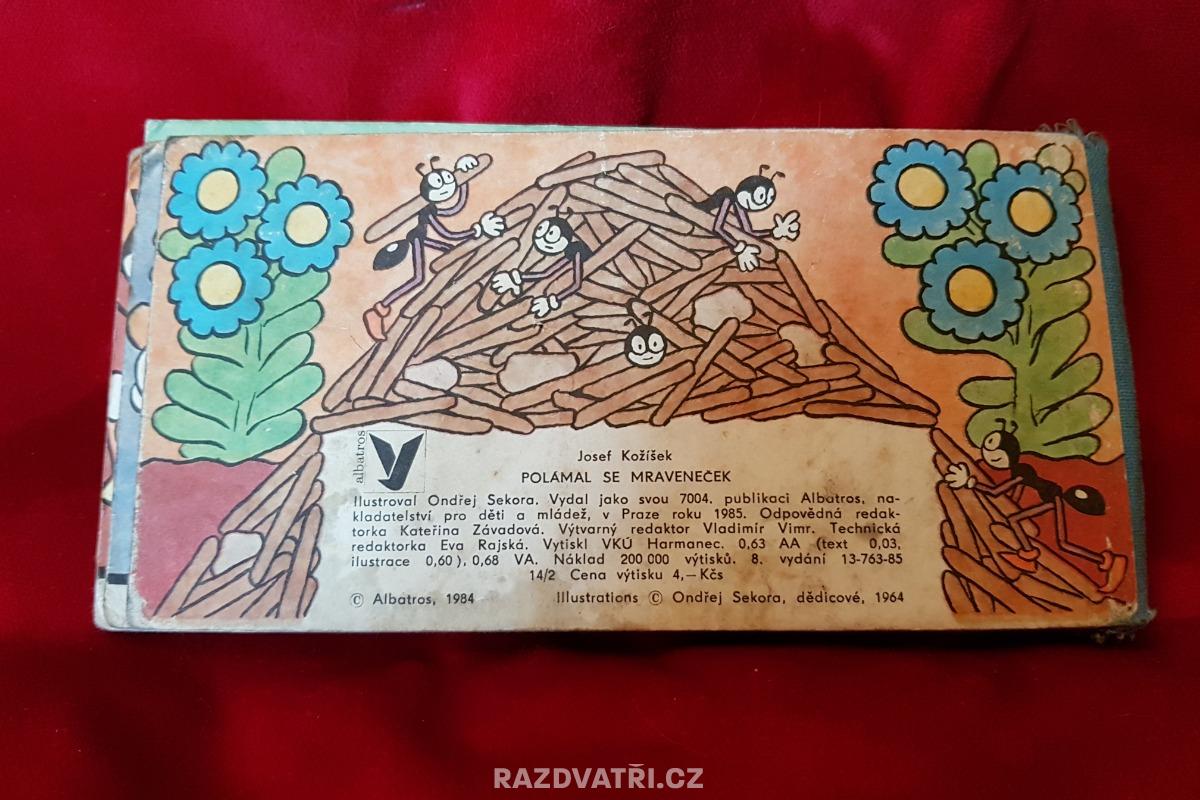 albatros
Josef Kožíšek
POLÁMAL SE MRAVENEČEK
Ilustroval Ondřej Sekora. Vydal jako svou 7004. publikaci Albatros, na-
kladatelství pro děti a mládež, v Praze roku 1985. Odpovědná redak-
torka Kateřina Závadová. Výtvarný redaktor Vladimír Vimr. Technická
redaktorka Eva Rajská. Vytiskl VKÚ Harmanec. 0,63 AA (text 0,03,
ilustrace 0,60), 0,68 VA. Náklad 200 000 výtisků. 8. vydání 13-763-85
14/2 Cena výtisku 4,— Kčs
© Albatros, 1984 Illustrations © Ondřej Sekora, dědicové, 1964
RAZDVATŘI.CZ